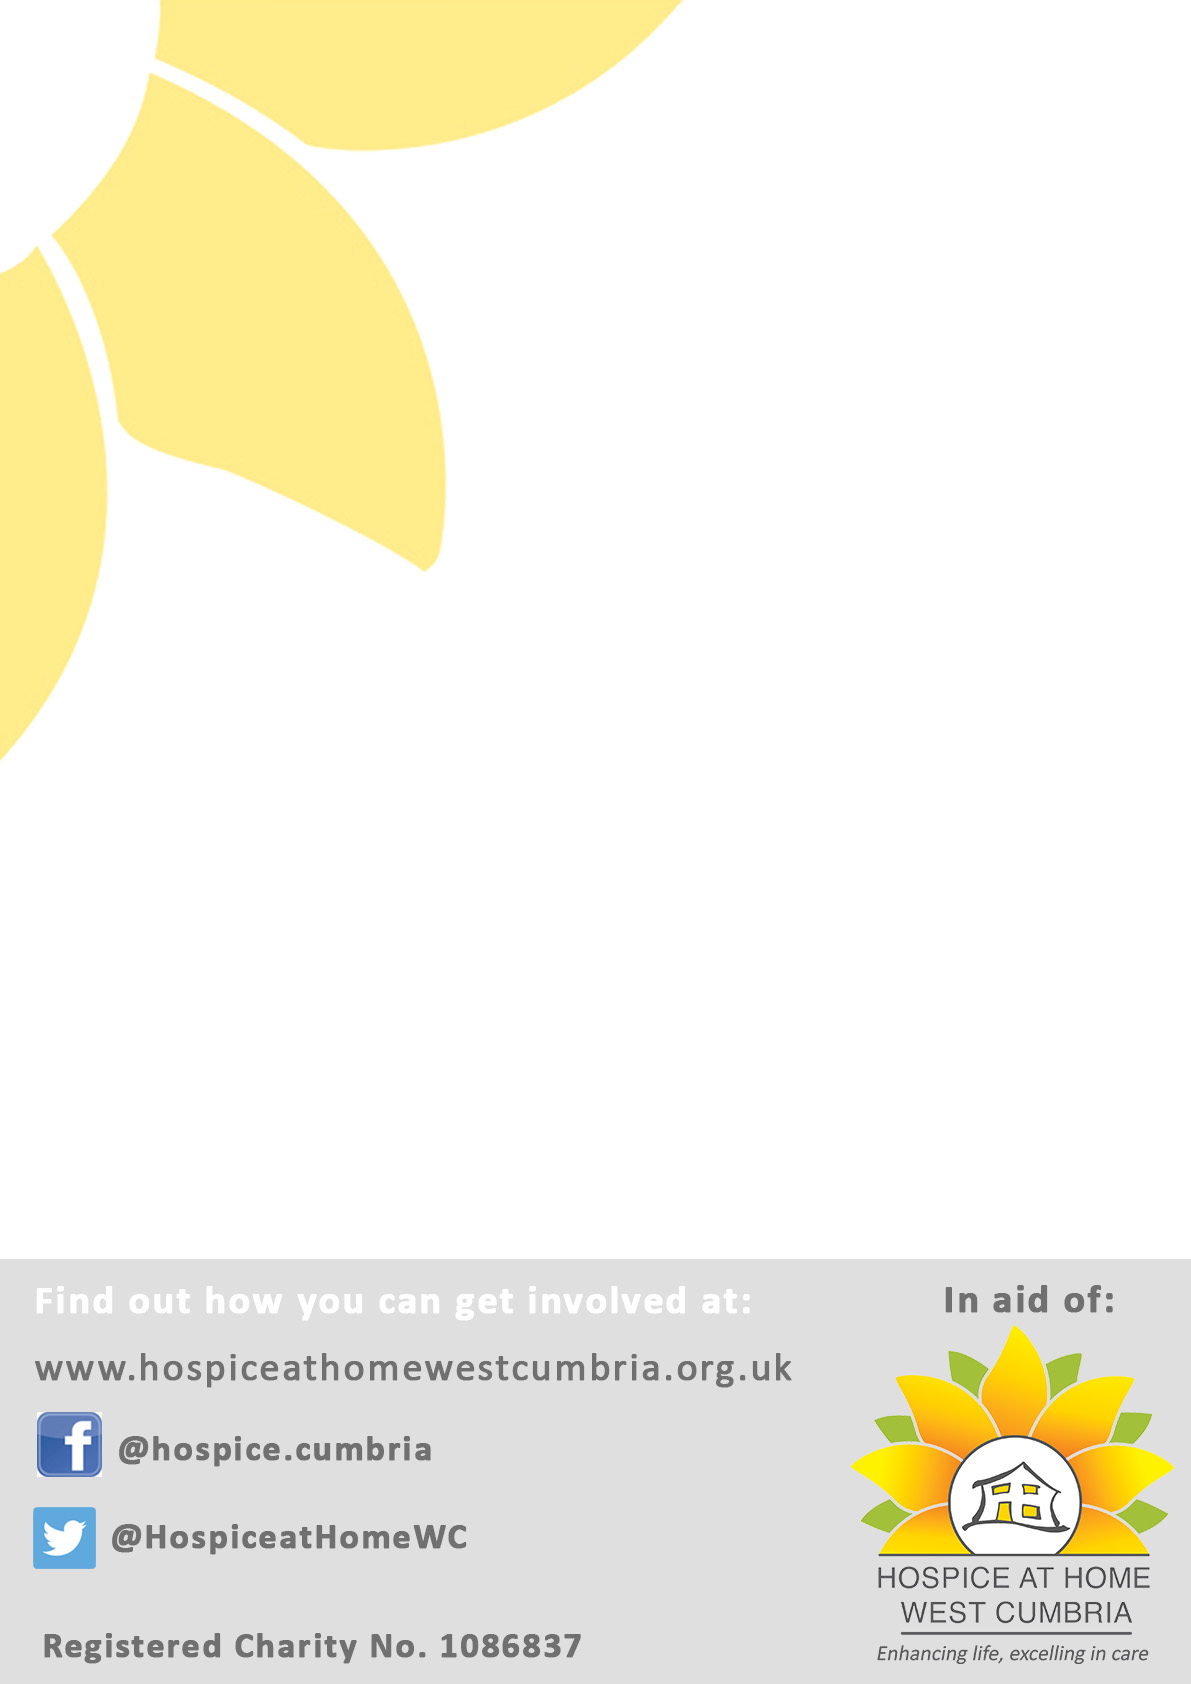 Find out how you can get involved at:
www.hospiceathomewestcumbria.org.uk
@hospice.cumbria
@HospiceatHomeWC
Registered Charity No. 1086837
In aid of:
HOSPICE AT HOME
WEST CUMBRIA
Enhancing life, excelling in care